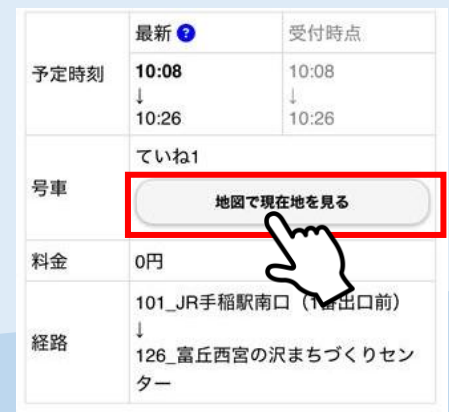 最新 ? 受付時点
予定時刻
10:08 10:08
↓ ↓
10:26 10:26
号車
ていね1
地図で現在地を見る
料金 0円
経路
101_JR手稲駅南口（1番出口前）
↓
126_富丘西宮の沢まちづくりセン
ター